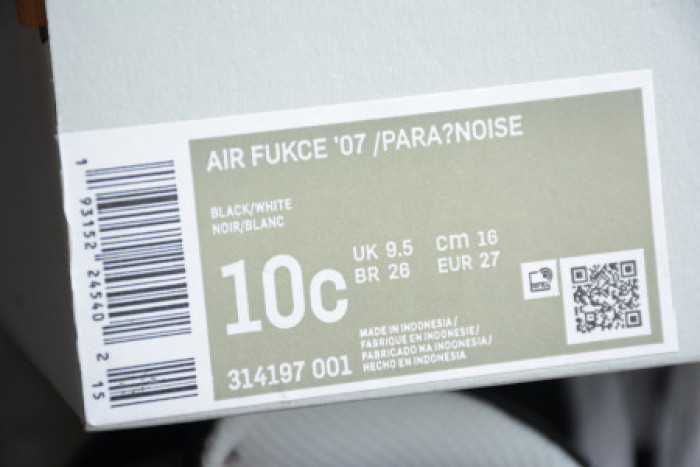 AIR FUKCE '07 /PARA?NOISE
BLACK/WHITE
NOIR/BLANC
10c
UK 9.5 cm 16
BR 26 EUR 27
MADE IN INDONESIA/
FABRIQUE EN INDONESIE/
FABRICADO NA INDONESIA/
HECHO EN INDONESIA
314197 001
1 93152 24540 2 15